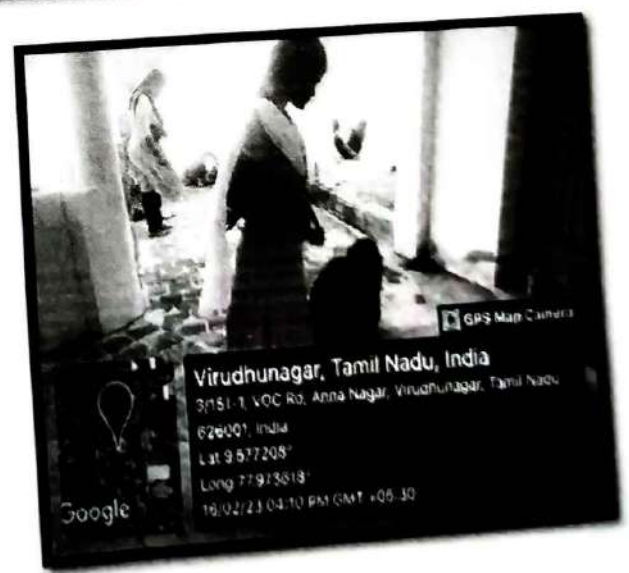 GPS Map Camera
Virudhunagar, Tamil Nadu, India
3/151-1, VOC Rd, Anna Nagar, Virudhunagar, Tamil Nadu
626001, India
Lat 9.577208°
Long 77.973618°
16/02/23 04:10 PM GMT +05:30
Google